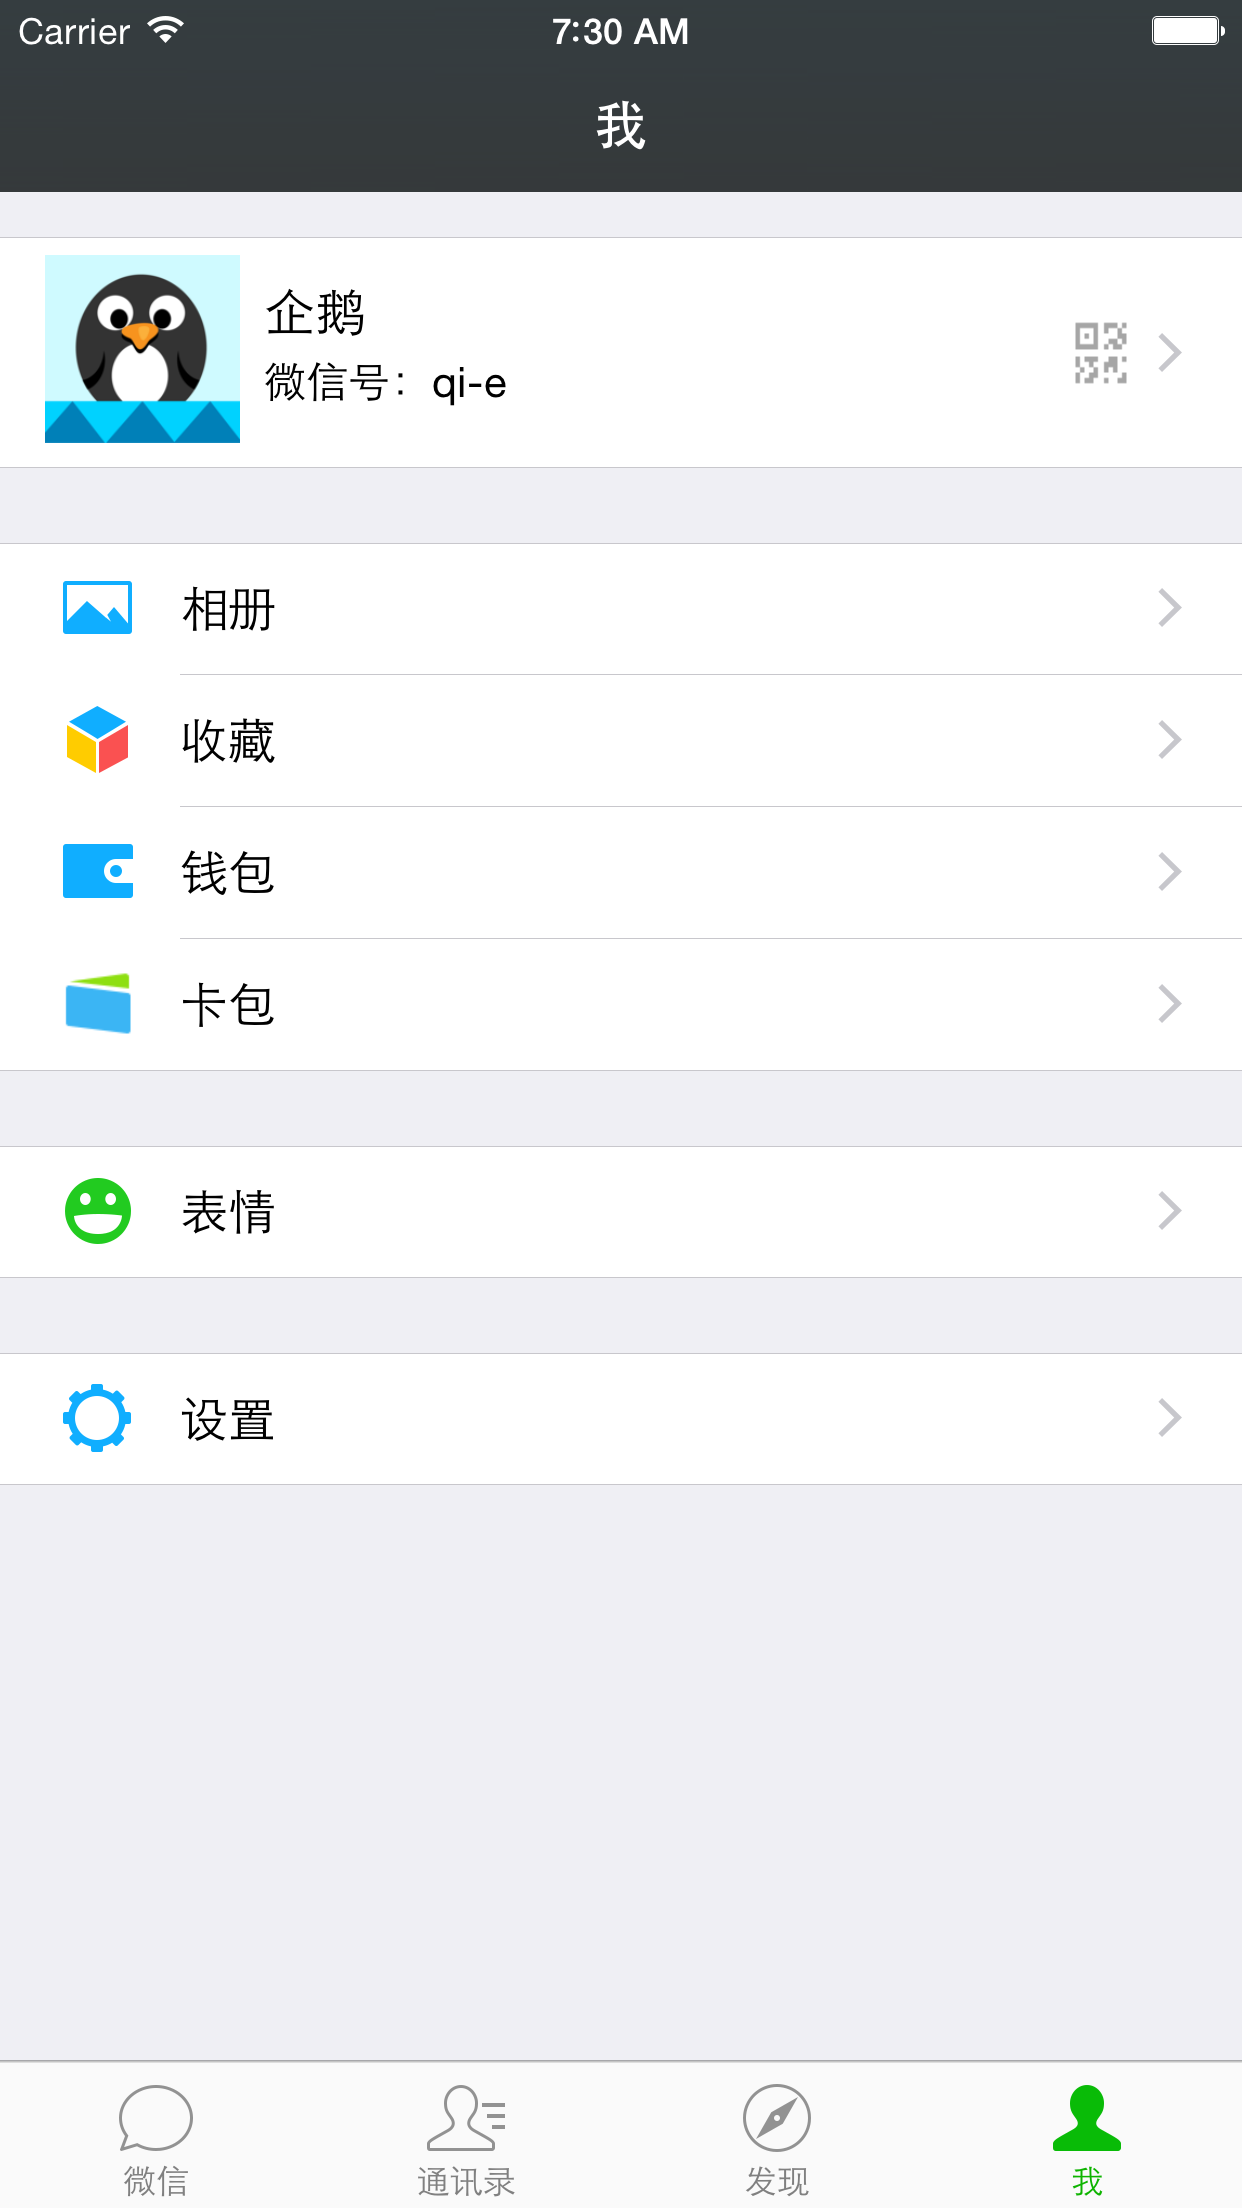 Carrier 7:30 AM
我
企鹅
微信号：qi-e
相册
收藏
钱包
卡包
表情
设置
微信 通讯录 发现 我